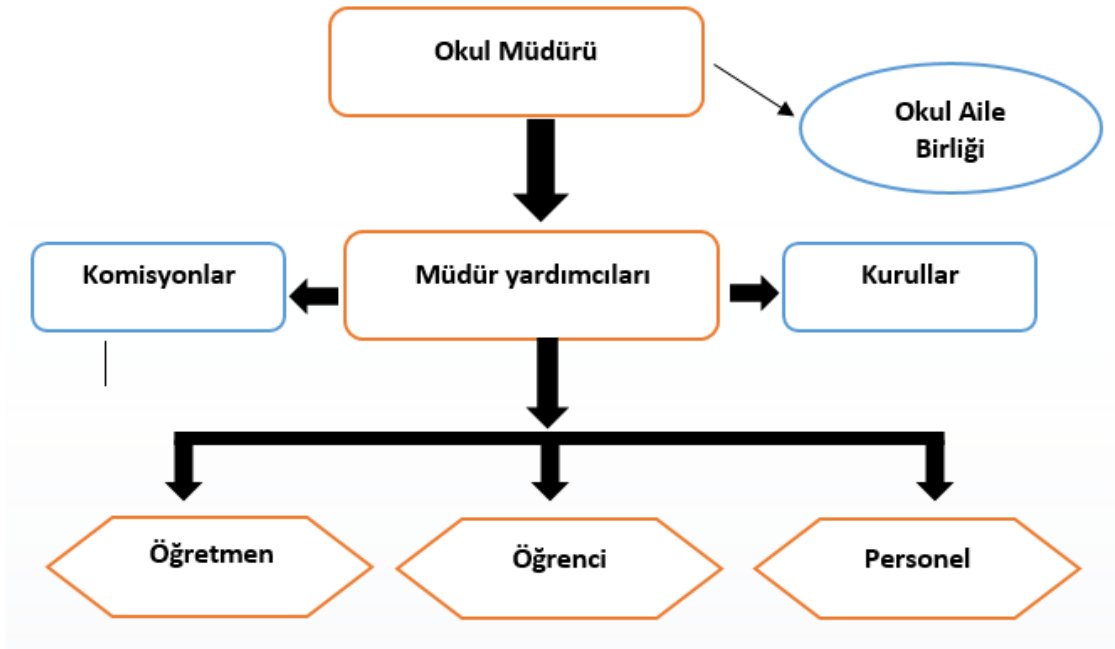 Okul Müdürü
Okul Aile
Birliği
Komisyonlar
Müdür yardımcıları
Kurullar
Öğretmen
Öğrenci
Personel